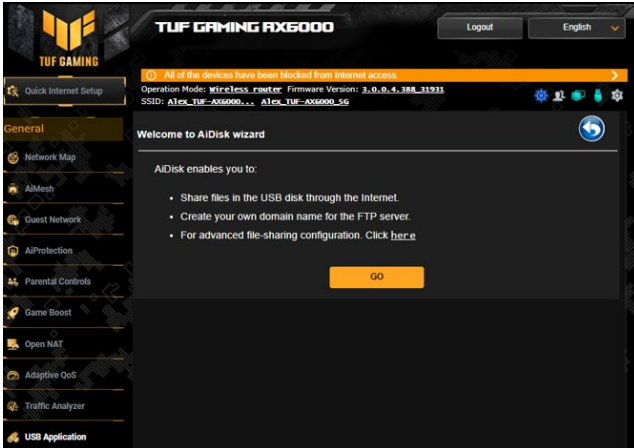 TUF GAMING AX6000
Logout
English
TUF GAMING
All of the devices have been blocked from Internet access.
Quick Internet Setup
Operation Mode: Wireless router Firmware Version: 3.0.0.4.388_31931
SSID: Alex_TUF-AX6000... Alex_TUF-AX6000_5G
General
Welcome to AiDisk wizard
Network Map
AiDisk enables you to:
AiMesh
Share files in the USB disk through the Internet.
Create your own domain name for the FTP server.
Guest Network
For advanced file-sharing configuration. Click here
AiProtection
GO
Parental Controls
Game Boost
Open NAT
Adaptive QoS
Traffic Analyzer
USB Application